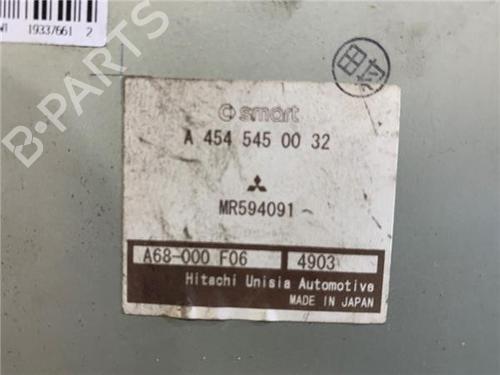 19337661 2
smart
A 454 545 00 32
MR594091
A68-000 F06 4903
Hitachi Unisia Automotive
MADE IN JAPAN
B-PARTS